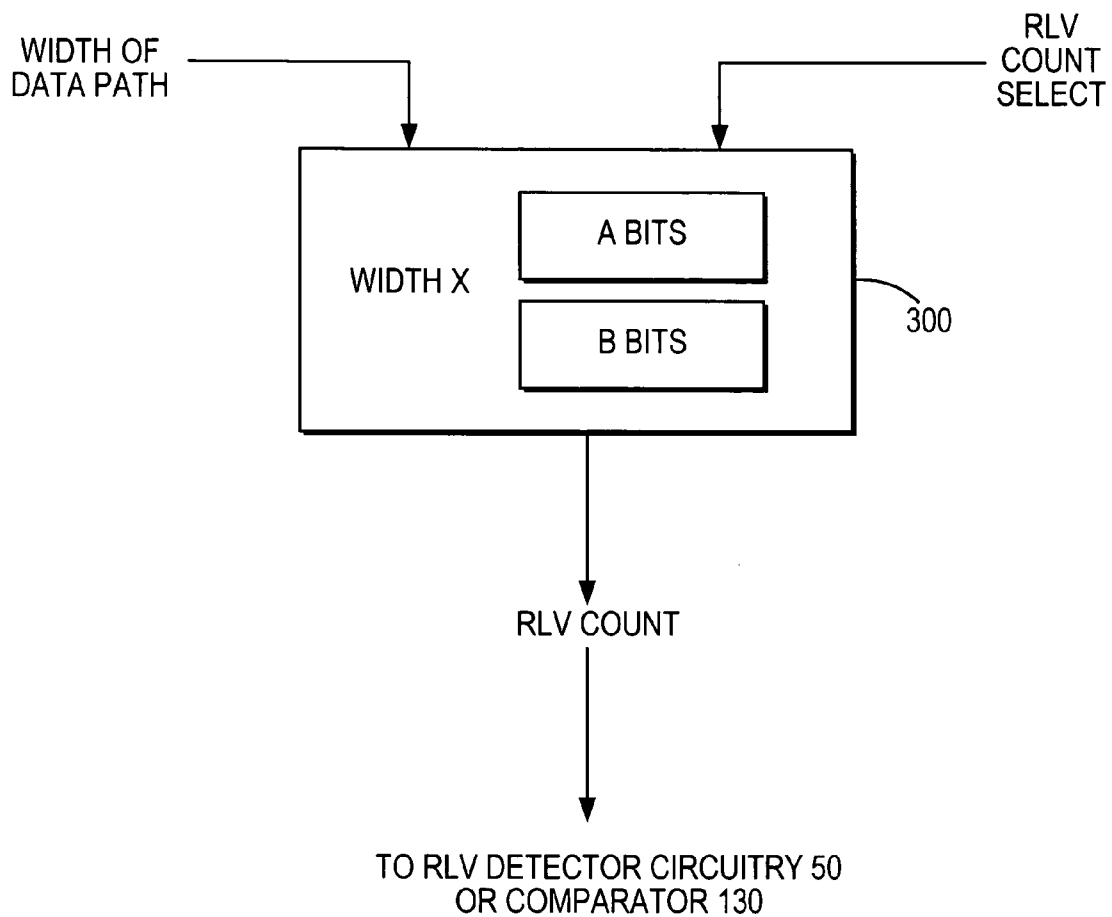 WIDTH OF
DATA PATH
RLV
COUNT
SELECT
A BITS
WIDTH X
B BITS
300
RLV COUNT
TO RLV DETECTOR CIRCUITRY 50
OR COMPARATOR 130